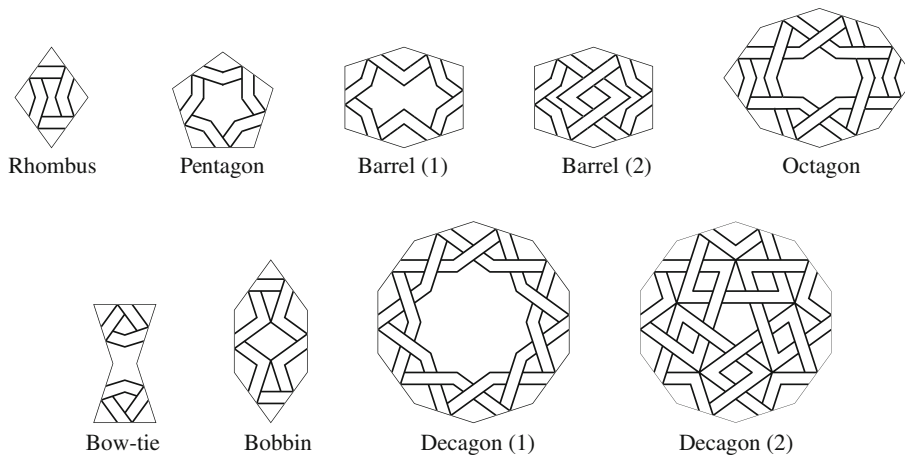 Rhombus Pentagon Barrel (1) Barrel (2) Octagon
Bow-tie Bobbin Decagon (1) Decagon (2)